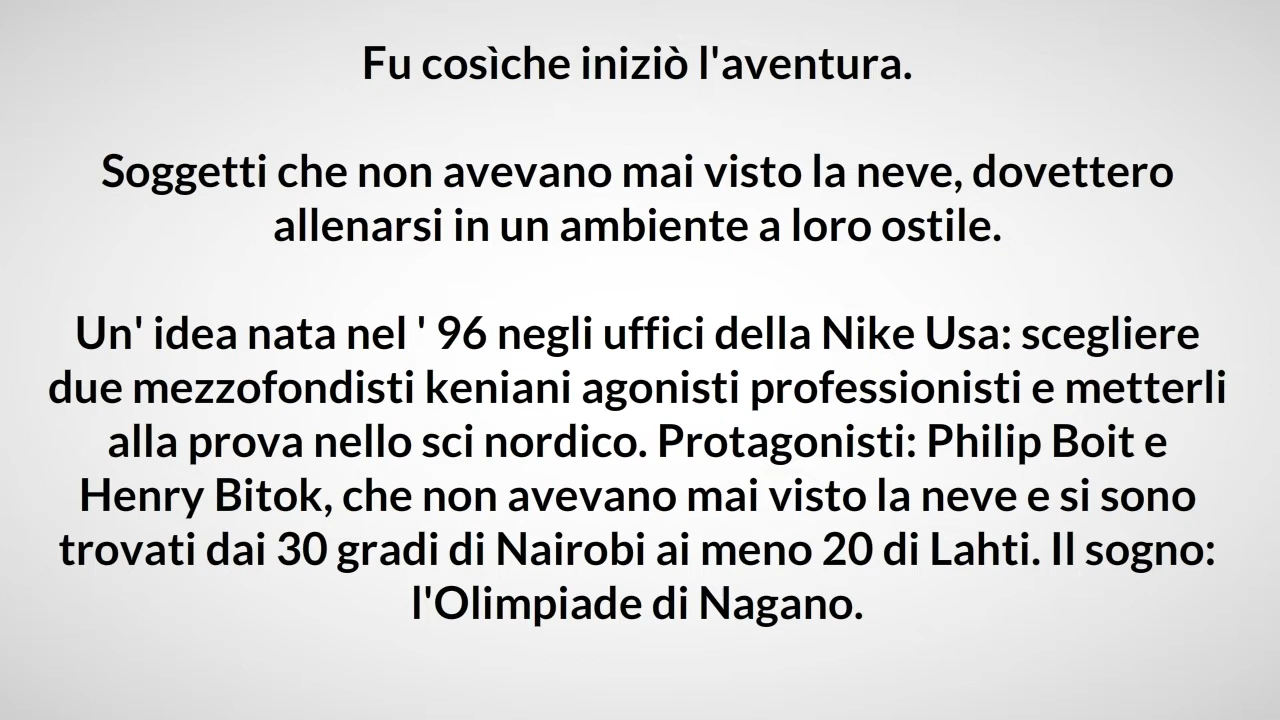 Fu cosìche iniziò l'aventura.
Soggetti che non avevano mai visto la neve, dovettero
allenarsi in un ambiente a loro ostile.
Un' idea nata nel ' 96 negli uffici della Nike Usa: scegliere
due mezzofondisti keniani agonisti professionisti e metterli
alla prova nello sci nordico. Protagonisti: Philip Boit e
Henry Bitok, che non avevano mai visto la neve e si sono
trovati dai 30 gradi di Nairobi ai meno 20 di Lahti. Il sogno:
l'Olimpiade di Nagano.